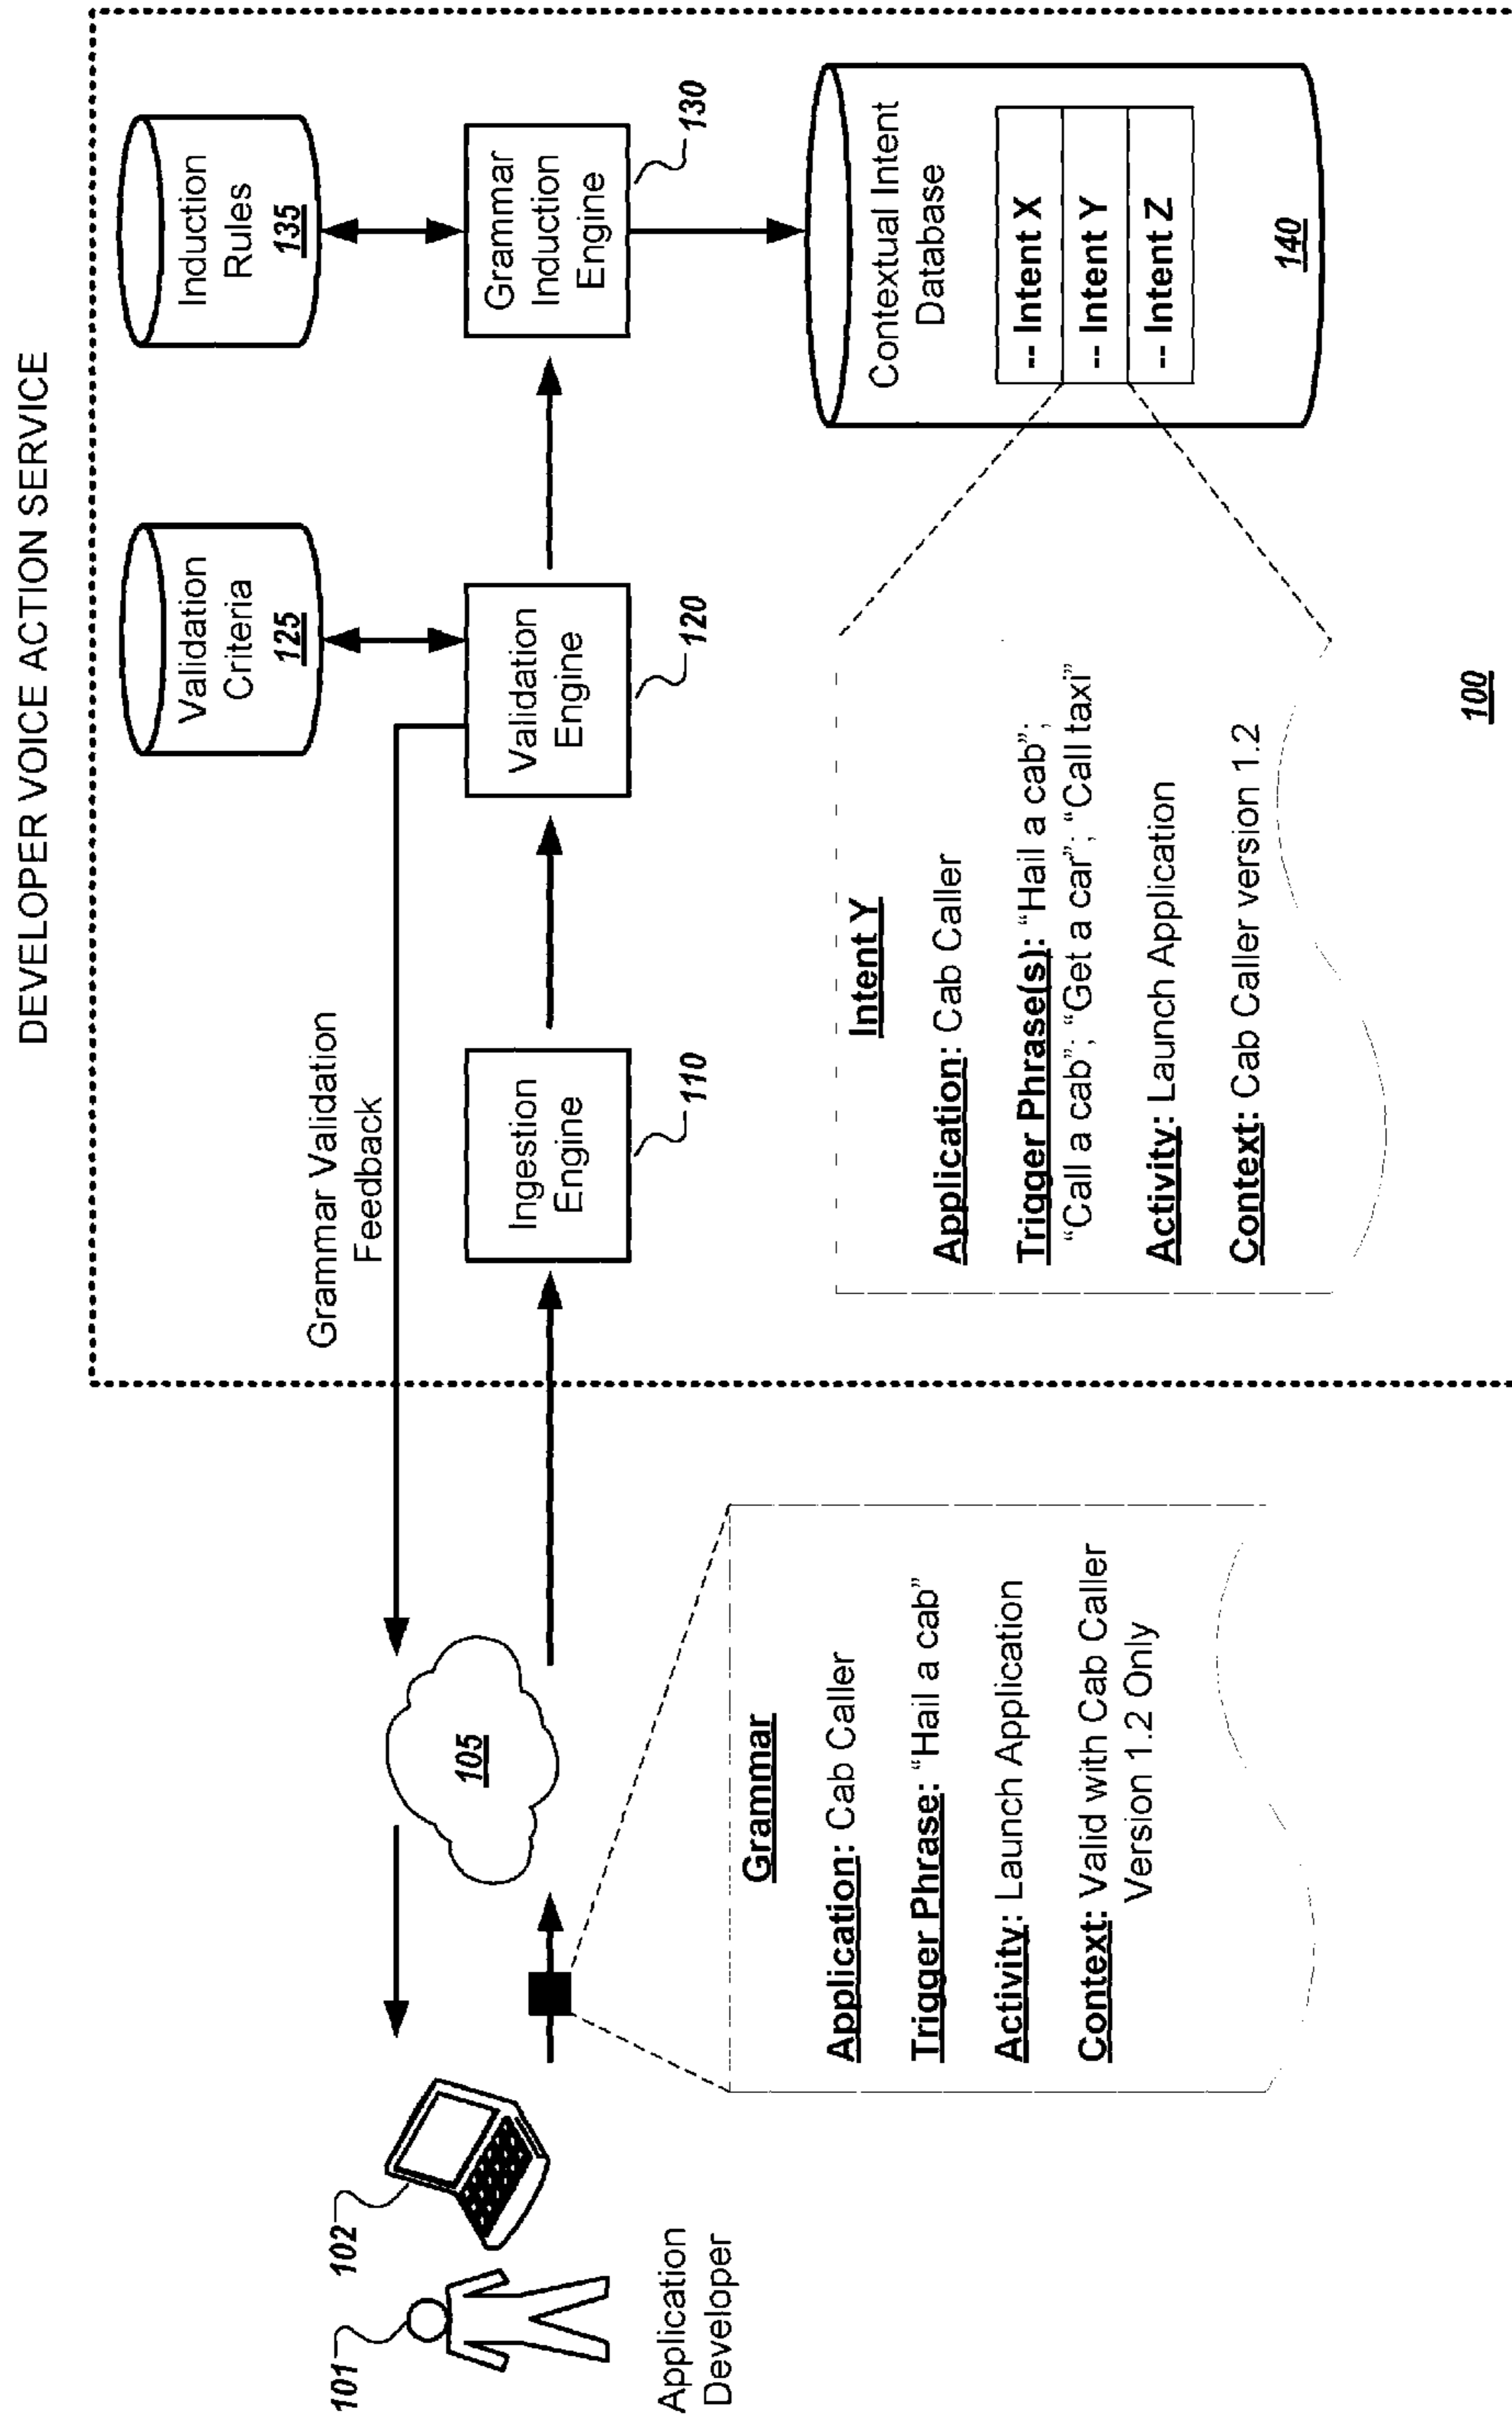 DEVELOPER VOICE ACTION SERVICE
101
102
Application
Developer
105
Grammar Validation
Feedback
Ingestion
Engine
110
Validation
Criteria
125
Validation
Engine
120
Induction
Rules
135
Grammar
Induction
Engine
130
Grammar
Application: Cab Caller
Trigger Phrase: “Hail a cab”
Activity: Launch Application
Context: Valid with Cab Caller
Version 1.2 Only
Intent Y
Application: Cab Caller
Trigger Phrase(s): “Hail a cab”;
“Call a cab”; “Get a car”; “Call taxi”
Activity: Launch Application
Context: Cab Caller version 1.2
Contextual Intent
Database
-- Intent X
-- Intent Y
-- Intent Z
140
100